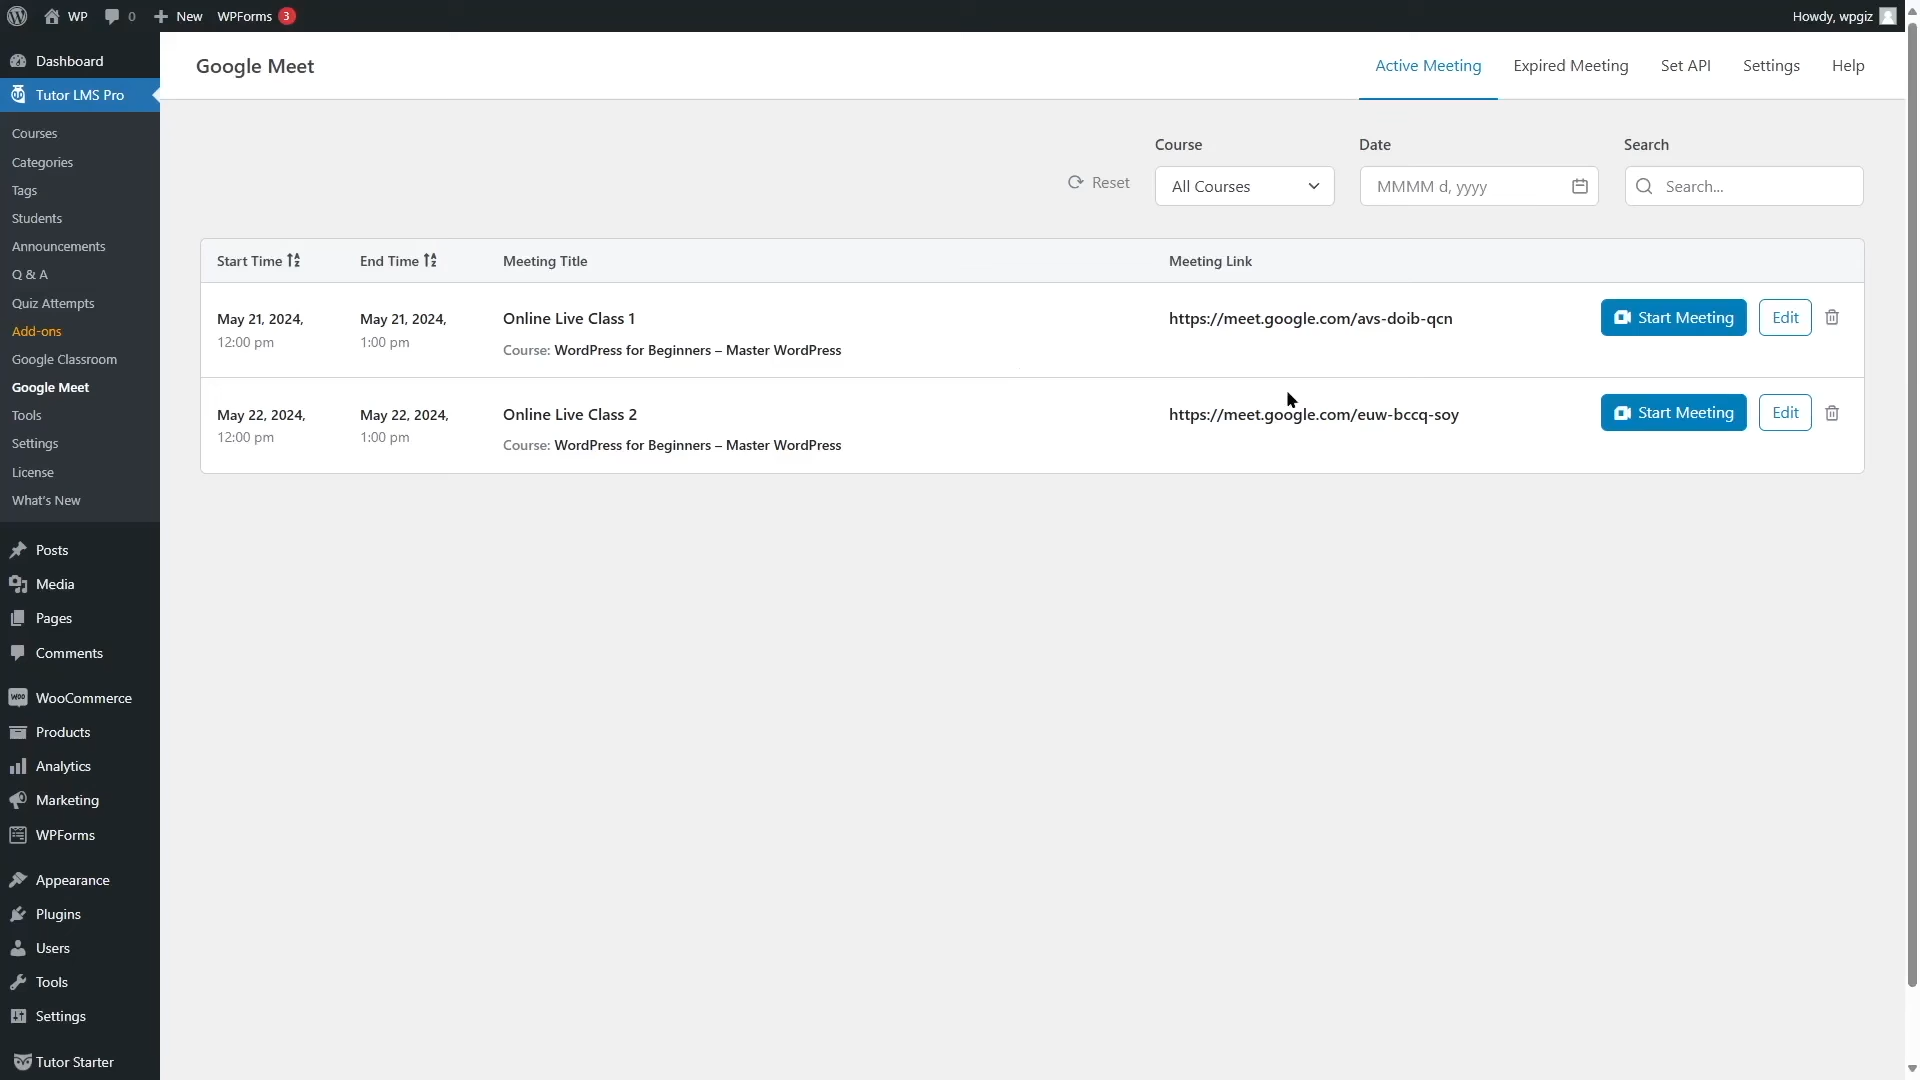 WP
0
New
WPForms 3
Howdy, wpgiz
Dashboard
Tutor LMS Pro
Courses
Categories
Tags
Students
Announcements
Q & A
Quiz Attempts
Add-ons
Google Classroom
Google Meet
Tools
Settings
License
What's New
Posts
Media
Pages
Comments
WooCommerce
Products
Analytics
Marketing
WPForms
Appearance
Plugins
Users
Tools
Settings
Tutor Starter
Google Meet
Active Meeting
Expired Meeting
Set API
Settings
Help
Reset
Course
All Courses
Date
MMMM d, yyyy
Search
Search...
Start Time
End Time
Meeting Title
Meeting Link
May 21, 2024,
12:00 pm
May 21, 2024,
1:00 pm
Online Live Class 1
Course: WordPress for Beginners – Master WordPress
https://meet.google.com/avs-doib-qcn
Start Meeting
Edit
May 22, 2024,
12:00 pm
May 22, 2024,
1:00 pm
Online Live Class 2
Course: WordPress for Beginners – Master WordPress
https://meet.google.com/euw-bccq-soy
Start Meeting
Edit